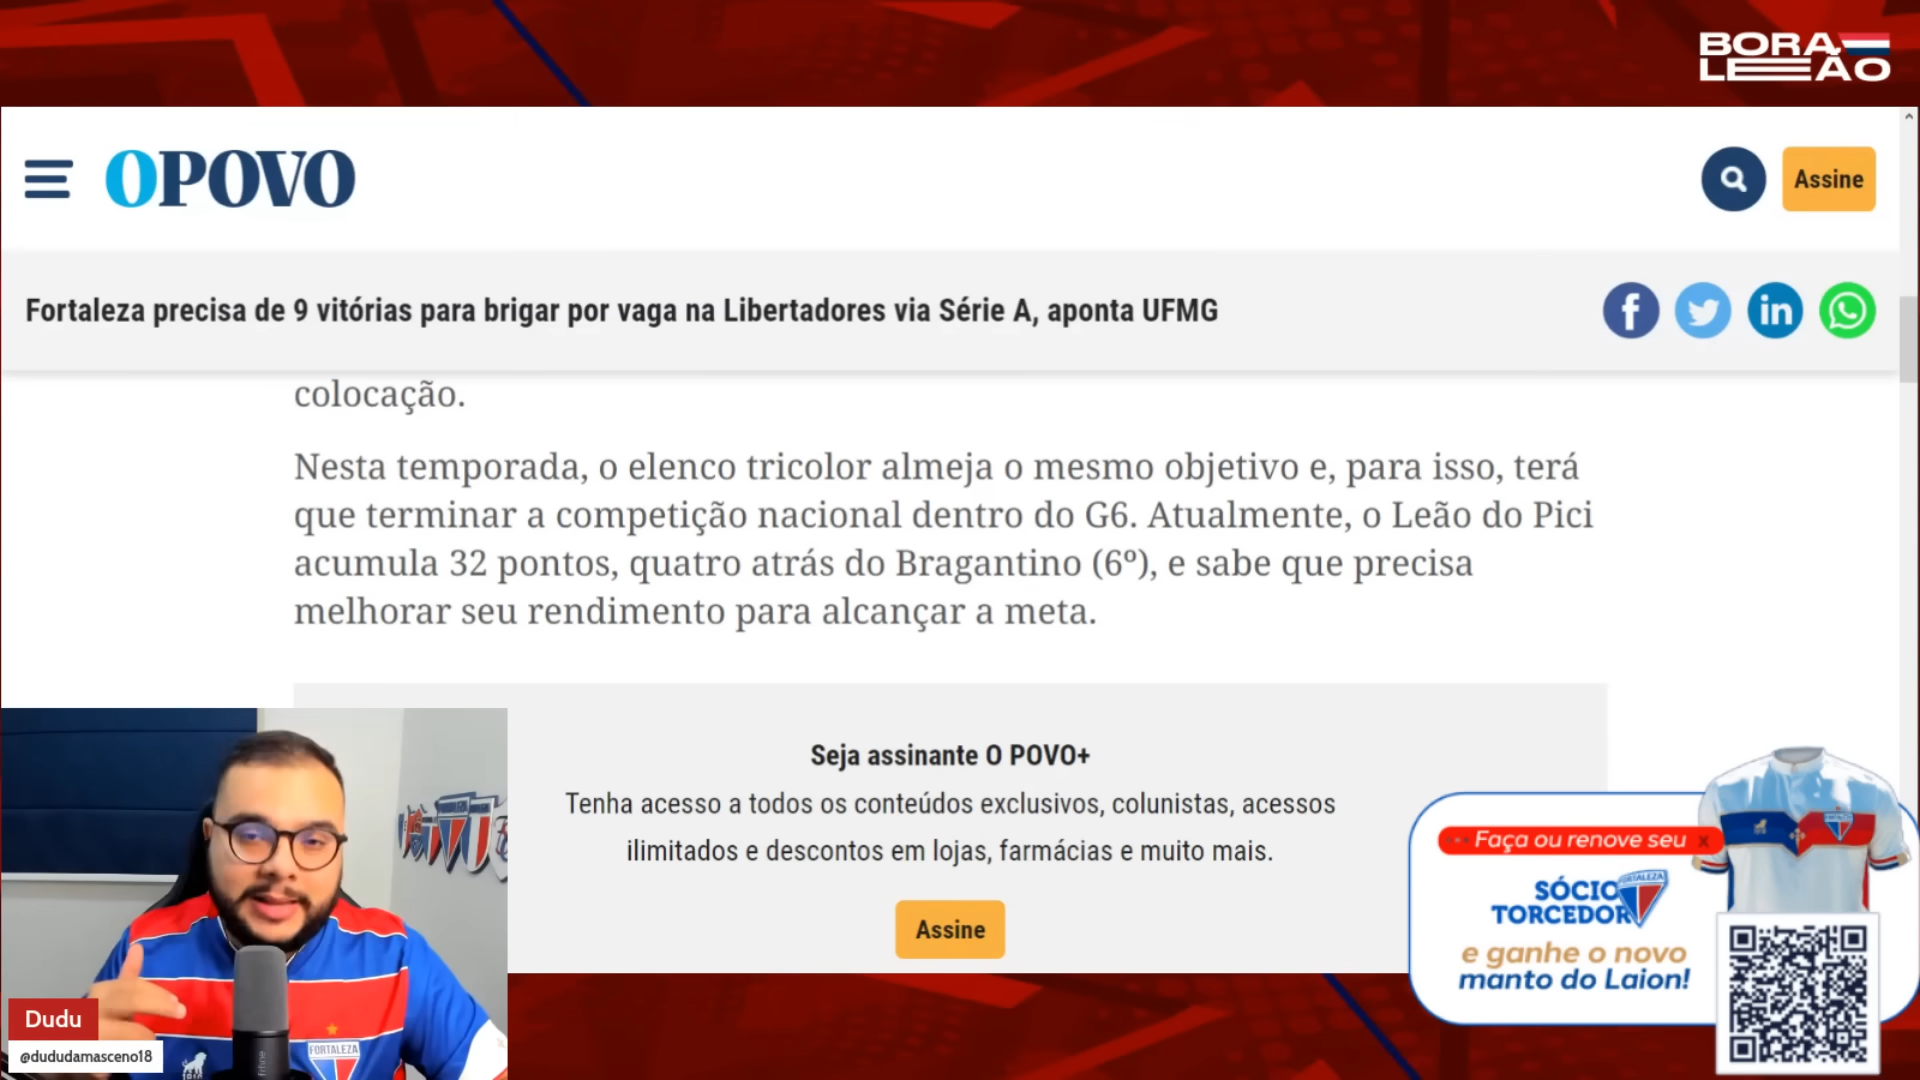 BORA
LEÃO
OPOVO
Assine
Fortaleza precisa de 9 vitórias para brigar por vaga na Libertadores via Série A, aponta UFMG
colocação.
Nesta temporada, o elenco tricolor almeja o mesmo objetivo e, para isso, terá
que terminar a competição nacional dentro do G6. Atualmente, o Leão do Pici
acumula 32 pontos, quatro atrás do Bragantino (6º), e sabe que precisa
melhorar seu rendimento para alcançar a meta.
Seja assinante O POVO+
Tenha acesso a todos os conteúdos exclusivos, colunistas, acessos
ilimitados e descontos em lojas, farmácias e muito mais.
Assine
Faça ou renove seu
SÓCIO
TORCEDOR
FORTALEZA
e ganhe o novo
manto do Laion!
Dudu
@dududamasceno18
FORTALEZA